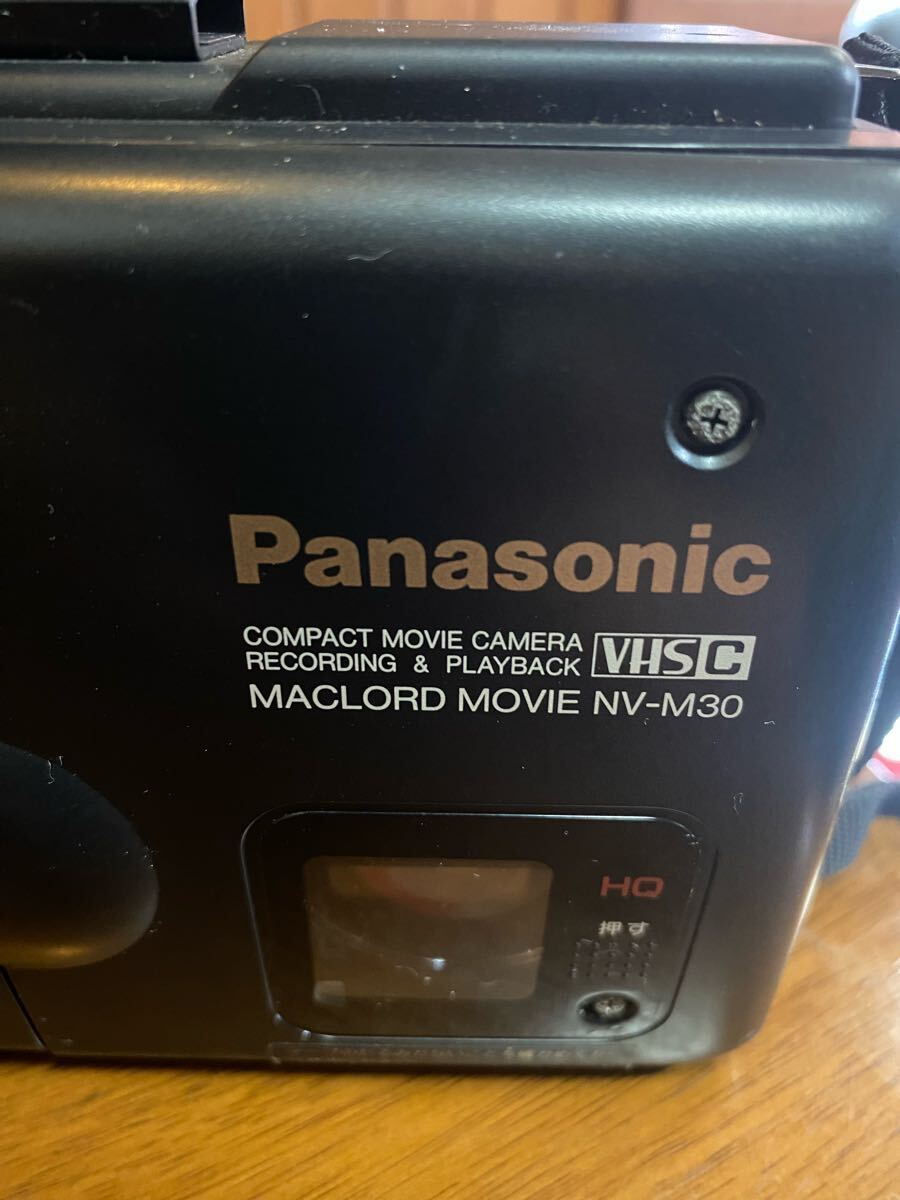 Panasonic
COMPACT MOVIE CAMERA
RECORDING & PLAYBACK VHS C
MACLORD MOVIE NV-M30
HQ
押す